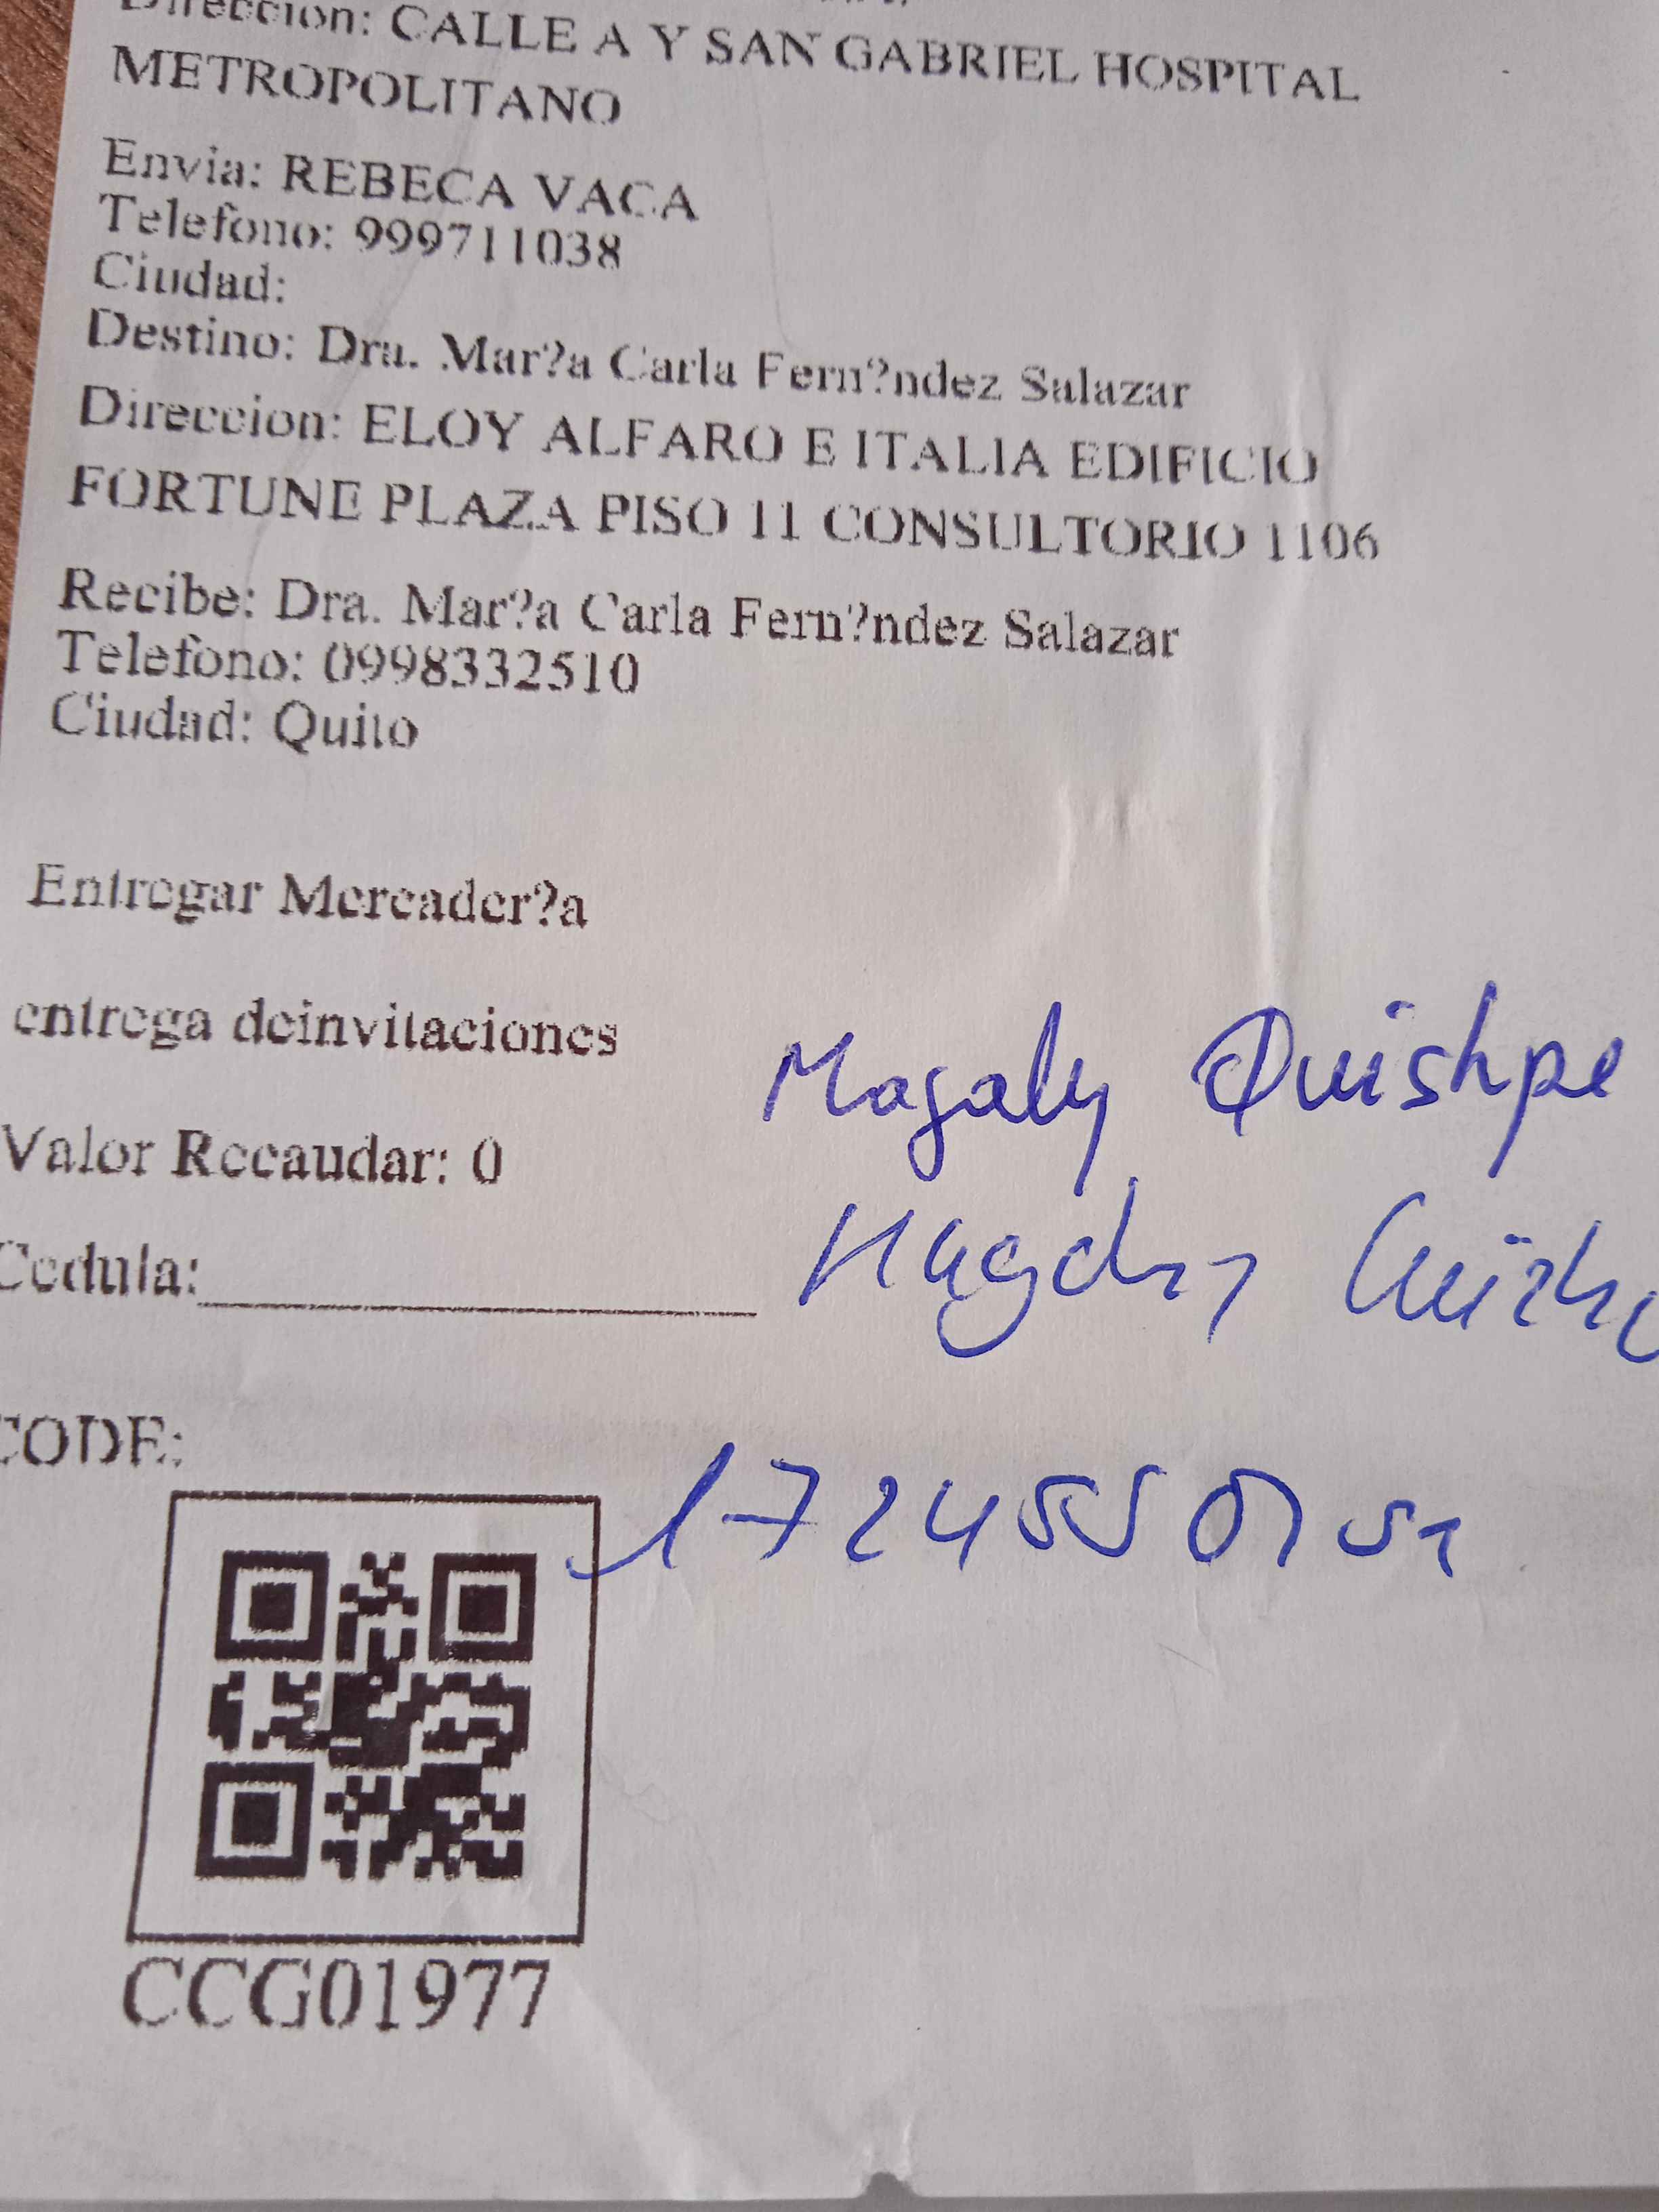 Direccion: CALLE A Y SAN GABRIEL HOSPITAL
METROPOLITANO
Envia: REBECA VACA
Telefono: 999711038
Ciudad:
Destino: Dra. Mar?a Carla Fern?ndez Salazar
Direccion: ELOY ALFARO E ITALIA EDIFICIO
FORTUNE PLAZA PISO 11 CONSULTORIO 1106
Recibe: Dra. Mar?a Carla Fern?ndez Salazar
Telefono: 0998332510
Ciudad: Quito
Entregar Mercader?a
entrega deinvitaciones
Magaly Quishpe
Valor Recaudar: 0
Cedula:
CODE:
CCG01977